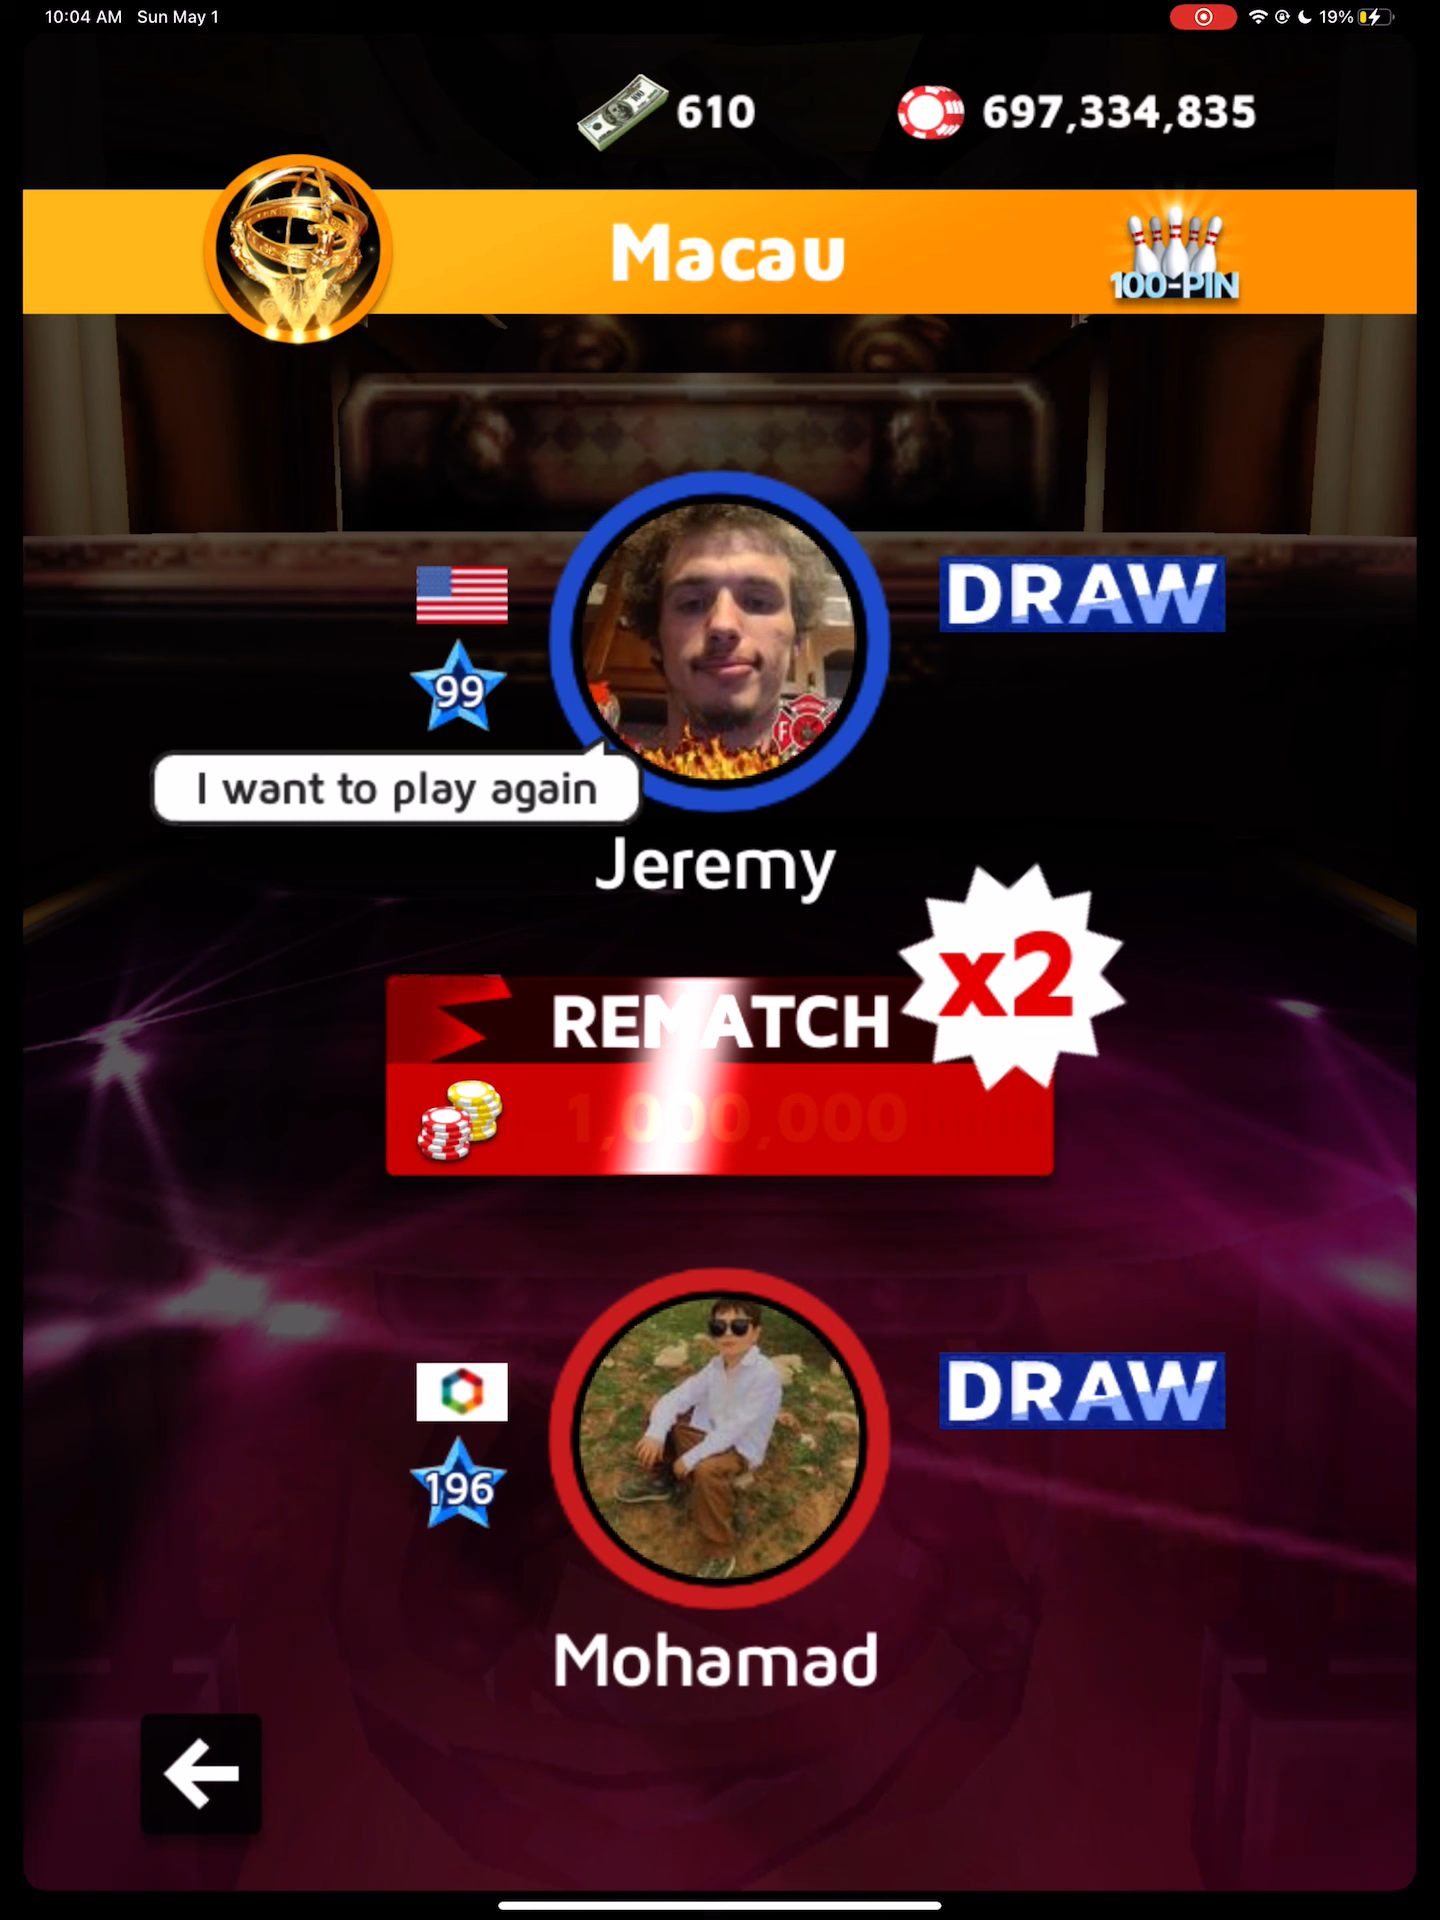 10:04 AM Sun May 1
19%
610
697,334,835
Macau
100-PIN
DRAW
99
I want to play again
Jeremy
x2
REMATCH
1,000,000
DRAW
196
Mohamad